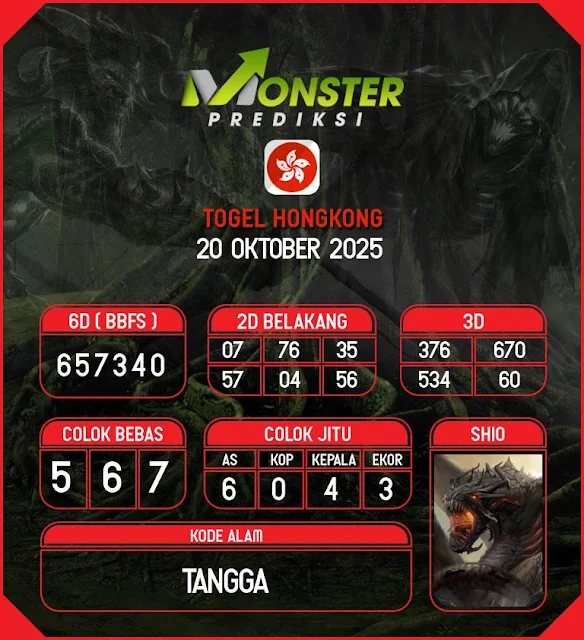 MONSTER
PREDIKSI
TOGEL HONGKONG
20 OKTOBER 2025
6D ( BBFS )
657340
2D BELAKANG
07 76 35
57 04 56
3D
376 670
534 60
COLOK BEBAS
5 6 7
COLOK JITU
AS KOP KEPALA EKOR
6 0 4 3
SHIO
KODE ALAM
TANGGA